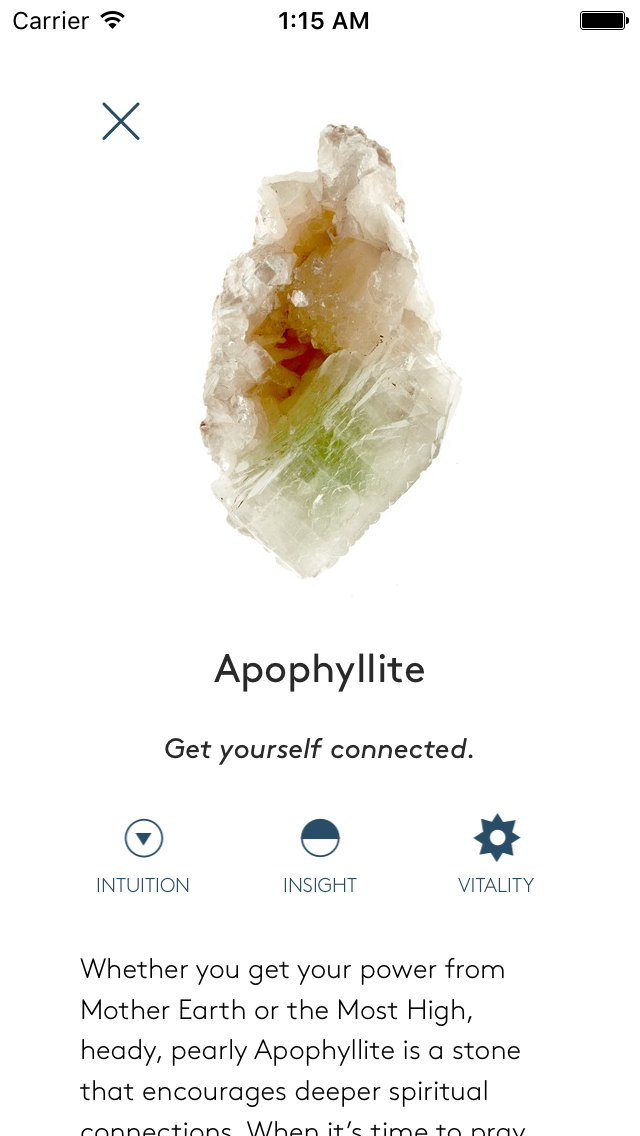 Carrier 1:15 AM
Apophyllite
Get yourself connected.
INTUITION INSIGHT VITALITY
Whether you get your power from
Mother Earth or the Most High,
heady, pearly Apophyllite is a stone
that encourages deeper spiritual
connections. When it's time to pray